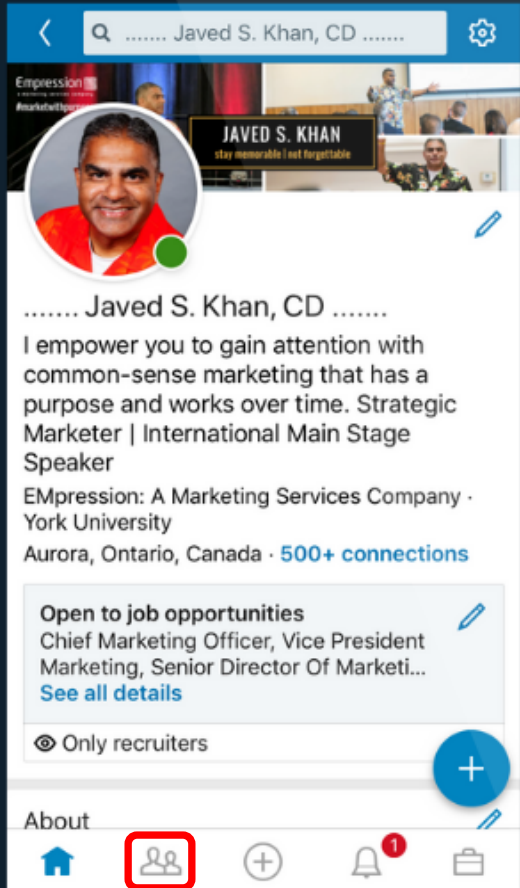 ....... Javed S. Khan, CD .......
Empression
a marketing services company
JAVED S. KHAN
stay memorable | not forgettable
....... Javed S. Khan, CD .......
I empower you to gain attention with
common-sense marketing that has a
purpose and works over time. Strategic
Marketer | International Main Stage
Speaker
EMpression: A Marketing Services Company ·
York University
Aurora, Ontario, Canada · 500+ connections
Open to job opportunities
Chief Marketing Officer, Vice President
Marketing, Senior Director Of Marketi...
See all details
Only recruiters
About
1